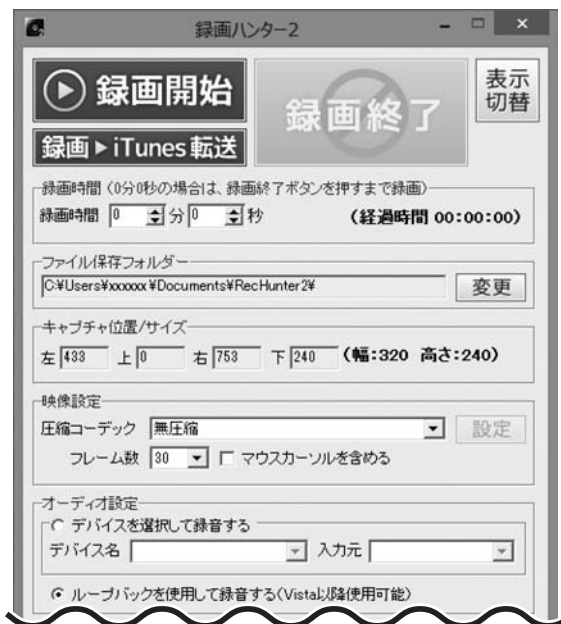 録画ハンター2
録画開始
録画終了
表示
切替
録画▶iTunes転送
録画時間（0分0秒の場合は、録画終了ボタンを押すまで録画）
録画時間 0 分 0 秒 （経過時間 00:00:00）
ファイル保存フォルダー
C:¥Users¥xxxxxx¥Documents¥RecHunter2¥ 変更
キャプチャ位置/サイズ
左 433 上 0 右 753 下 240 （幅:320 高さ:240）
映像設定
圧縮コーデック 無圧縮 設定
フレーム数 30 マウスカーソルを含める
オーディオ設定
デバイスを選択して録音する
デバイス名 入力元
ループバックを使用して録音する(Vista以降使用可能)